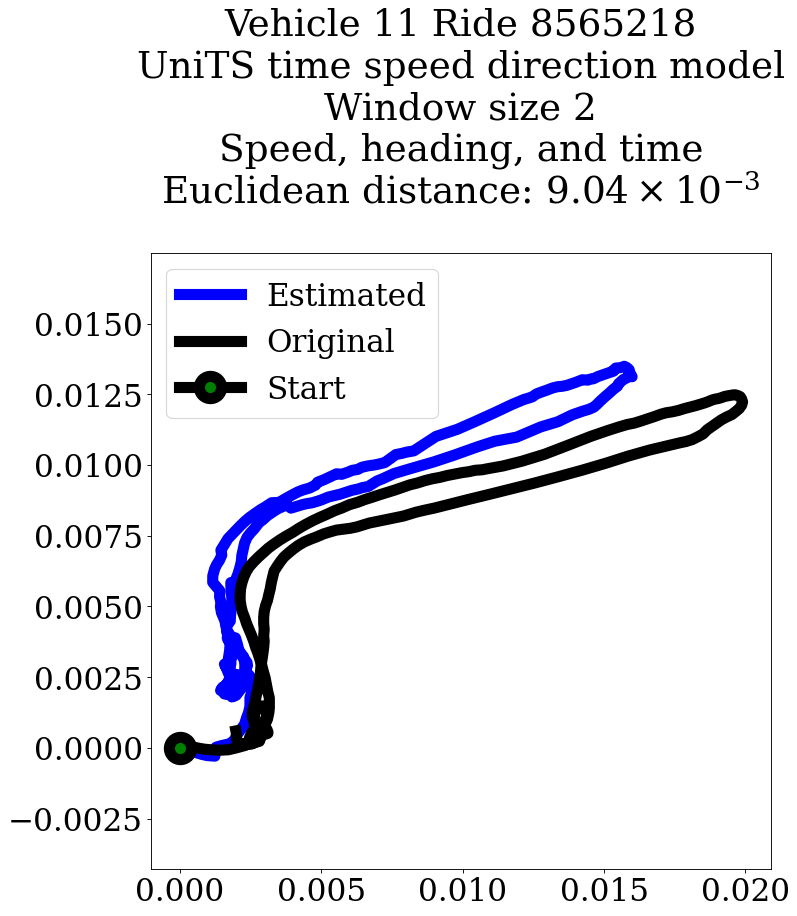 Vehicle 11 Ride 8565218
UniTS time speed direction model
Window size 2
Speed, heading, and time
Euclidean distance: 9.04 × 10⁻³
Estimated
Original
Start
0.0150
0.0125
0.0100
0.0075
0.0050
0.0025
0.0000
−0.0025
0.000 0.005 0.010 0.015 0.020